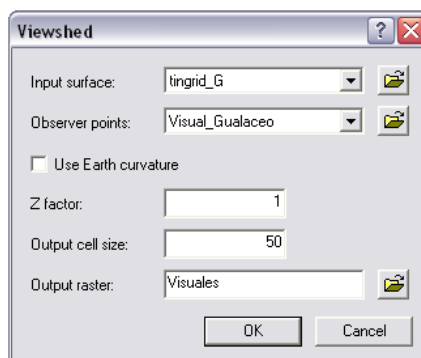 Viewshed
Input surface: tingrid_G
Observer points: Visual_Gualaceo
Use Earth curvature
Z factor: 1
Output cell size: 50
Output raster: Visuales
OK Cancel